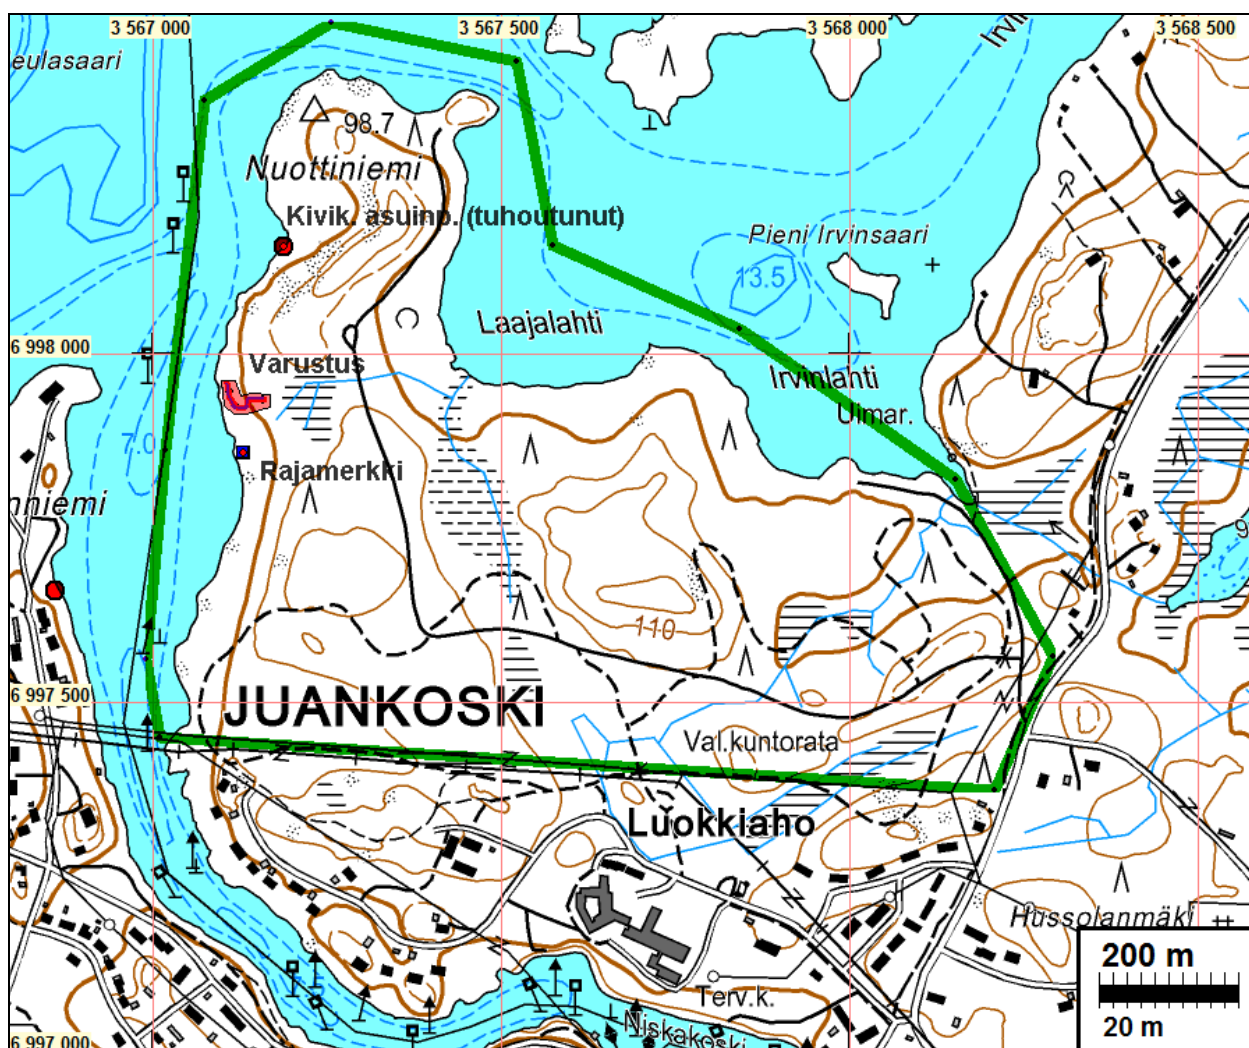 3 567 000
3 567 500
3 568 000
3 568 500
eulasaari
98.7
Nuottiniemi
Kivik. asuinp. (tuhoutunut)
Pieni Irvinsaari
13.5
Laajalahti
6 998 000
Varustus
Irvinlahti
Uimar.
7.0
Rajamerkki
nniemi
9
110
6 997 500
JUANKOSKI
Val.kuntorata
Luokkiaho
Hussolanmäki
200 m
20 m
Terv.k.
Niskakoski
6 997 000